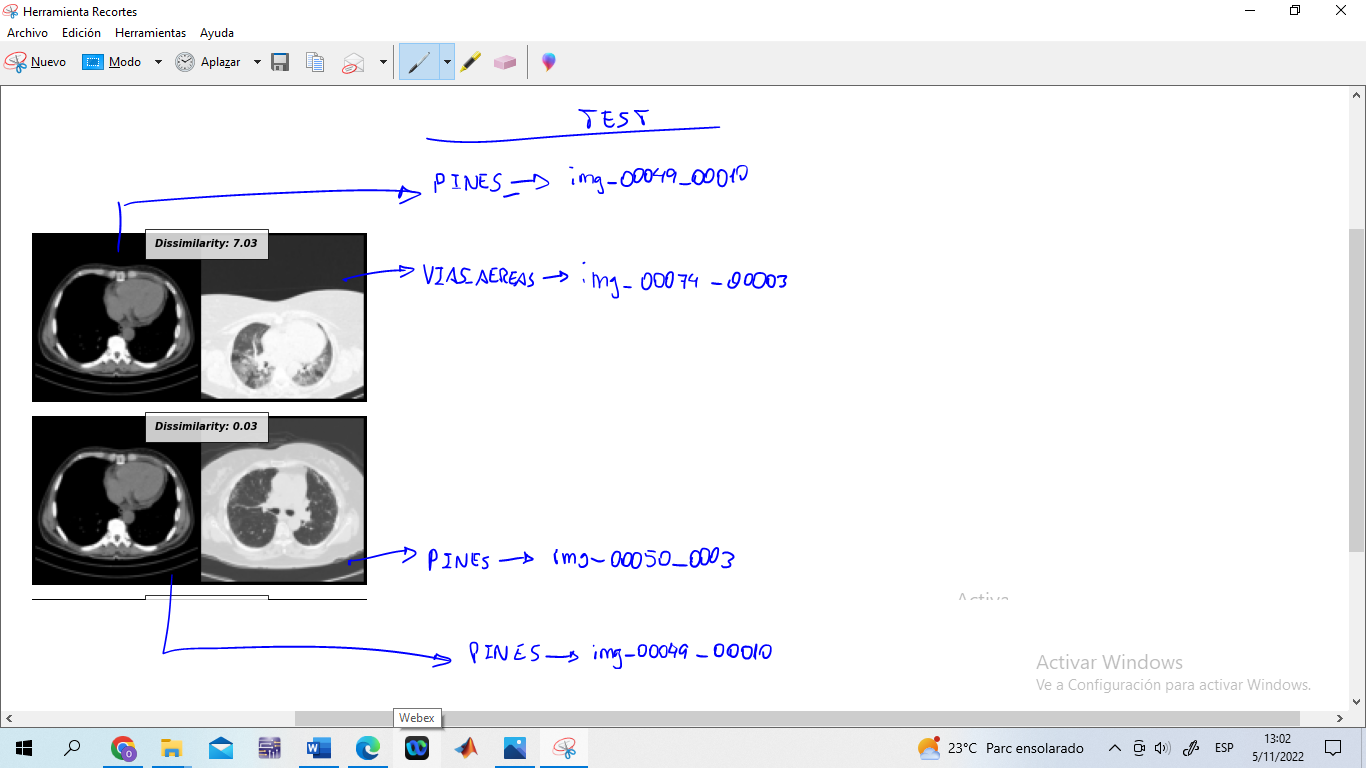 Herramienta Recortes
Archivo Edición Herramientas Ayuda
Nuevo Modo Aplazar
TEST
PINES → img_00049_00010
Dissimilarity: 7.03
VIASAEREAS → img_00074_00003
Dissimilarity: 0.03
PINES → img_00050_0003
Activa
PINES → img_00049_00010
Activar Windows
Ve a Configuración para activar Windows.
Webex
23°C Parc ensolarado ESP 13:02
5/11/2022